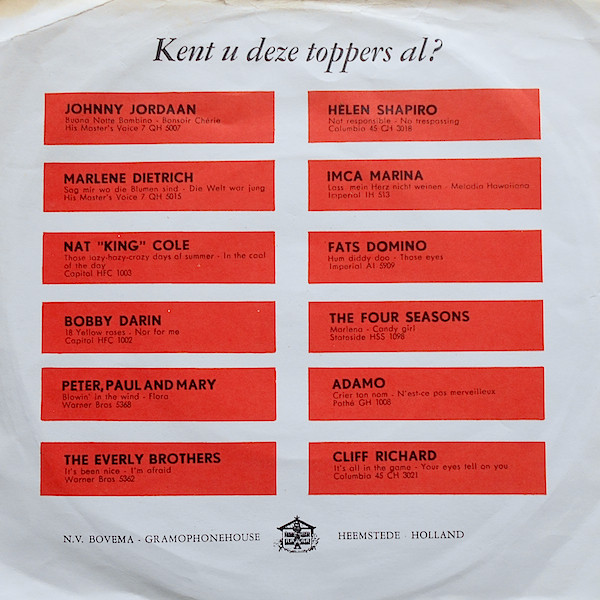 Kent u deze toppers al?
JOHNNY JORDAAN
Buona Notte Bambino - Bonsoir Chérie
His Master's Voice 7 QH 5007
MARLENE DIETRICH
Sag mir wo die Blumen sind - Die Welt war jung
His Master's Voice 7 QH 5015
NAT "KING" COLE
Those lazy-hazy-crazy days of summer - In the cool
of the day
Capitol HFC 1003
BOBBY DARIN
18 Yellow roses - Nor for me
Capitol HFC 1002
PETER, PAUL AND MARY
Blowin' in the wind - Flora
Warner Bros 5368
THE EVERLY BROTHERS
It's been nice - I'm afraid
Warner Bros 5362
HELEN SHAPIRO
Not responsible - No trespassing
Columbia 45 CH 3018
IMCA MARINA
Lass mein Herz nicht weinen - Melodia Hawaiiana
Imperial IH 513
FATS DOMINO
Hum diddy doo - Those eyes
Imperial AI 5909
THE FOUR SEASONS
Marlena - Candy girl
Stateside HSS 1098
ADAMO
Crier ton nom - N'est-ce pas merveilleux
Pathé GH 1008
CLIFF RICHARD
It's all in the game - Your eyes tell on you
Columbia 45 CH 3021
N.V. BOVEMA - GRAMOPHONEHOUSE HEEMSTEDE - HOLLAND